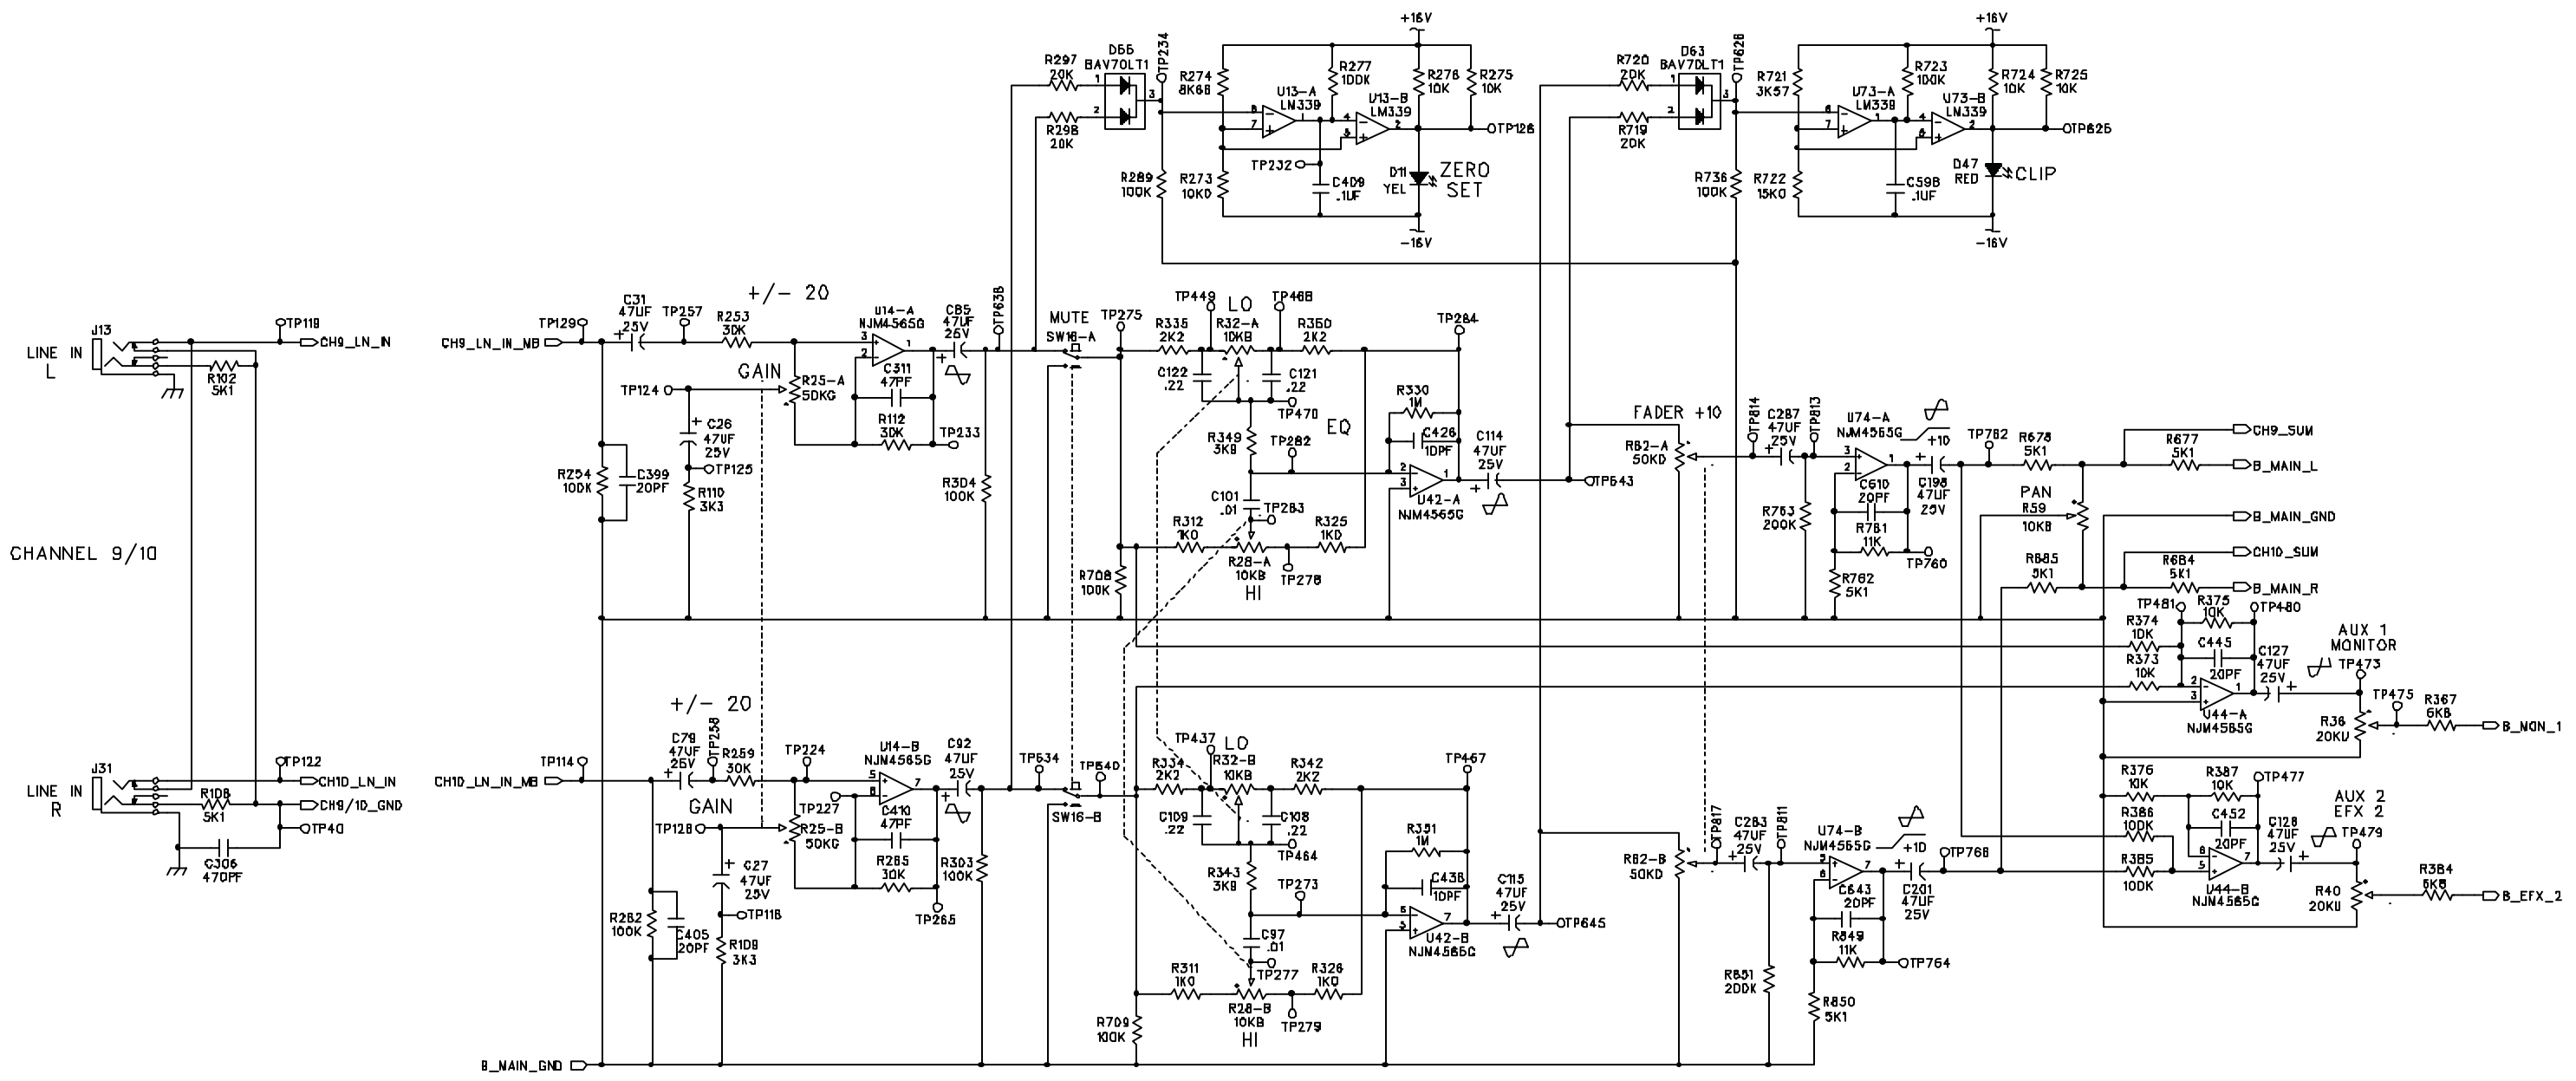 +16V
+16V
R297
20K
D55
BAV70LT1
TP234
R274
8K66
R277
100K
R276
10K
R275
10K
U13-A
LM339
U13-B
LM339
R298
20K
TP126
TP232
R289
100K
R273
10K0
C409
.1UF
D11
YEL
ZERO
SET
-16V
R720
20K
D63
BAV70LT1
TP626
R721
3K57
R723
100K
R724
10K
R725
10K
U73-A
LM339
U73-B
LM339
R719
20K
TP625
R736
100K
R722
15K0
C598
.1UF
D47
RED
CLIP
-16V
CHANNEL 9/10
J13
LINE IN
L
TP119
CH9_LN_IN
R102
5K1
J31
LINE IN
R
TP122
CH10_LN_IN
R108
5K1
CH9/10_GND
TP40
C306
470PF
CH9_LN_IN_MB
TP129
C31
47UF
25V
TP257
R253
30K
+/- 20
U14-A
NJM4565G
C85
47UF
25V
TP638
GAIN
TP124
R25-A
50KG
C311
47PF
R112
30K
TP233
C26
47UF
25V
TP125
R110
3K3
R254
100K
C399
20PF
R304
100K
MUTE
SW16-A
TP275
TP449
LO
TP468
R335
2K2
R32-A
10KB
R350
2K2
TP284
C122
.22
C121
.22
TP470
EQ
R349
3K9
TP282
R330
1M
C426
10PF
C114
47UF
25V
U42-A
NJM4565G
TP643
C101
.01
TP283
R312
1K0
R325
1K0
R28-A
10KB
HI
TP278
R708
100K
FADER +10
R62-A
50KD
TP814
C287
47UF
25V
TP813
U74-A
NJM4565G
+10
TP762
R763
200K
C610
20PF
R761
11K
TP760
R762
5K1
C198
47UF
25V
R678
5K1
R677
5K1
CH9_SUM
B_MAIN_L
PAN
R59
10KB
B_MAIN_GND
CH10_SUM
R685
5K1
R684
5K1
B_MAIN_R
TP481
R375
10K
TP480
R374
10K
R373
10K
C445
20PF
C127
47UF
25V
U44-A
NJM4565G
AUX 1
MONITOR
TP473
R36
20KU
TP475
R367
6K8
B_MON_1
CH10_LN_IN_MB
TP114
+/- 20
C79
47UF
25V
TP258
R259
30K
TP224
U14-B
NJM4565G
C92
47UF
25V
GAIN
TP128
TP227
R25-B
50KG
C410
47PF
R265
30K
TP265
C27
47UF
25V
TP118
R109
3K3
R262
100K
C405
20PF
R303
100K
TP634
TP640
SW16-B
TP437
LO
R334
2K2
R32-B
10KB
R342
2K2
TP467
C109
.22
C108
.22
TP464
R343
3K9
TP273
R351
1M
C438
10PF
C115
47UF
25V
U42-B
NJM4565G
TP645
C97
.01
TP277
R311
1K0
R326
1K0
R28-B
10KB
HI
TP279
R709
100K
B_MAIN_GND
R62-B
50KD
TP817
C263
47UF
25V
TP811
U74-B
NJM4565G
+10
TP766
C201
47UF
25V
C643
20PF
R849
11K
TP764
R851
200K
R850
5K1
R376
10K
R387
10K
TP477
R386
100K
C452
20PF
C128
47UF
25V
R385
100K
U44-B
NJM4565G
AUX 2
EFX 2
TP479
R40
20KU
R384
6K8
B_EFX_2